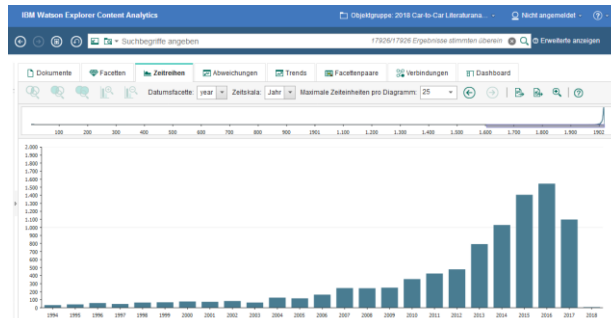 IBM Watson Explorer Content Analytics
Objektgruppe: 2018 Car-to-Car Literaturana...
Nicht angemeldet
Suchbegriffe angeben
17926/17926 Ergebnisse stimmten überein
Erweiterte anzeigen
Dokumente Facetten Zeitreihen Abweichungen Trends Facettenpaare Verbindungen Dashboard
Datumsfacette: year Zeitskala: Jahr Maximale Zeiteinheiten pro Diagramm: 25
100 200 300 400 500 600 700 800 900 1.100 1.200 1.300 1.400 1.500 1.600 1.700 1.800 1.900
2.000
1.900
1.800
1.700
1.600
1.500
1.400
1.300
1.200
1.100
1.000
900
800
700
600
500
400
300
200
100
0
1994 1995 1996 1997 1998 1999 2000 2001 2002 2003 2004 2005 2006 2007 2008 2009 2010 2011 2012 2013 2014 2015 2016 2017 2018